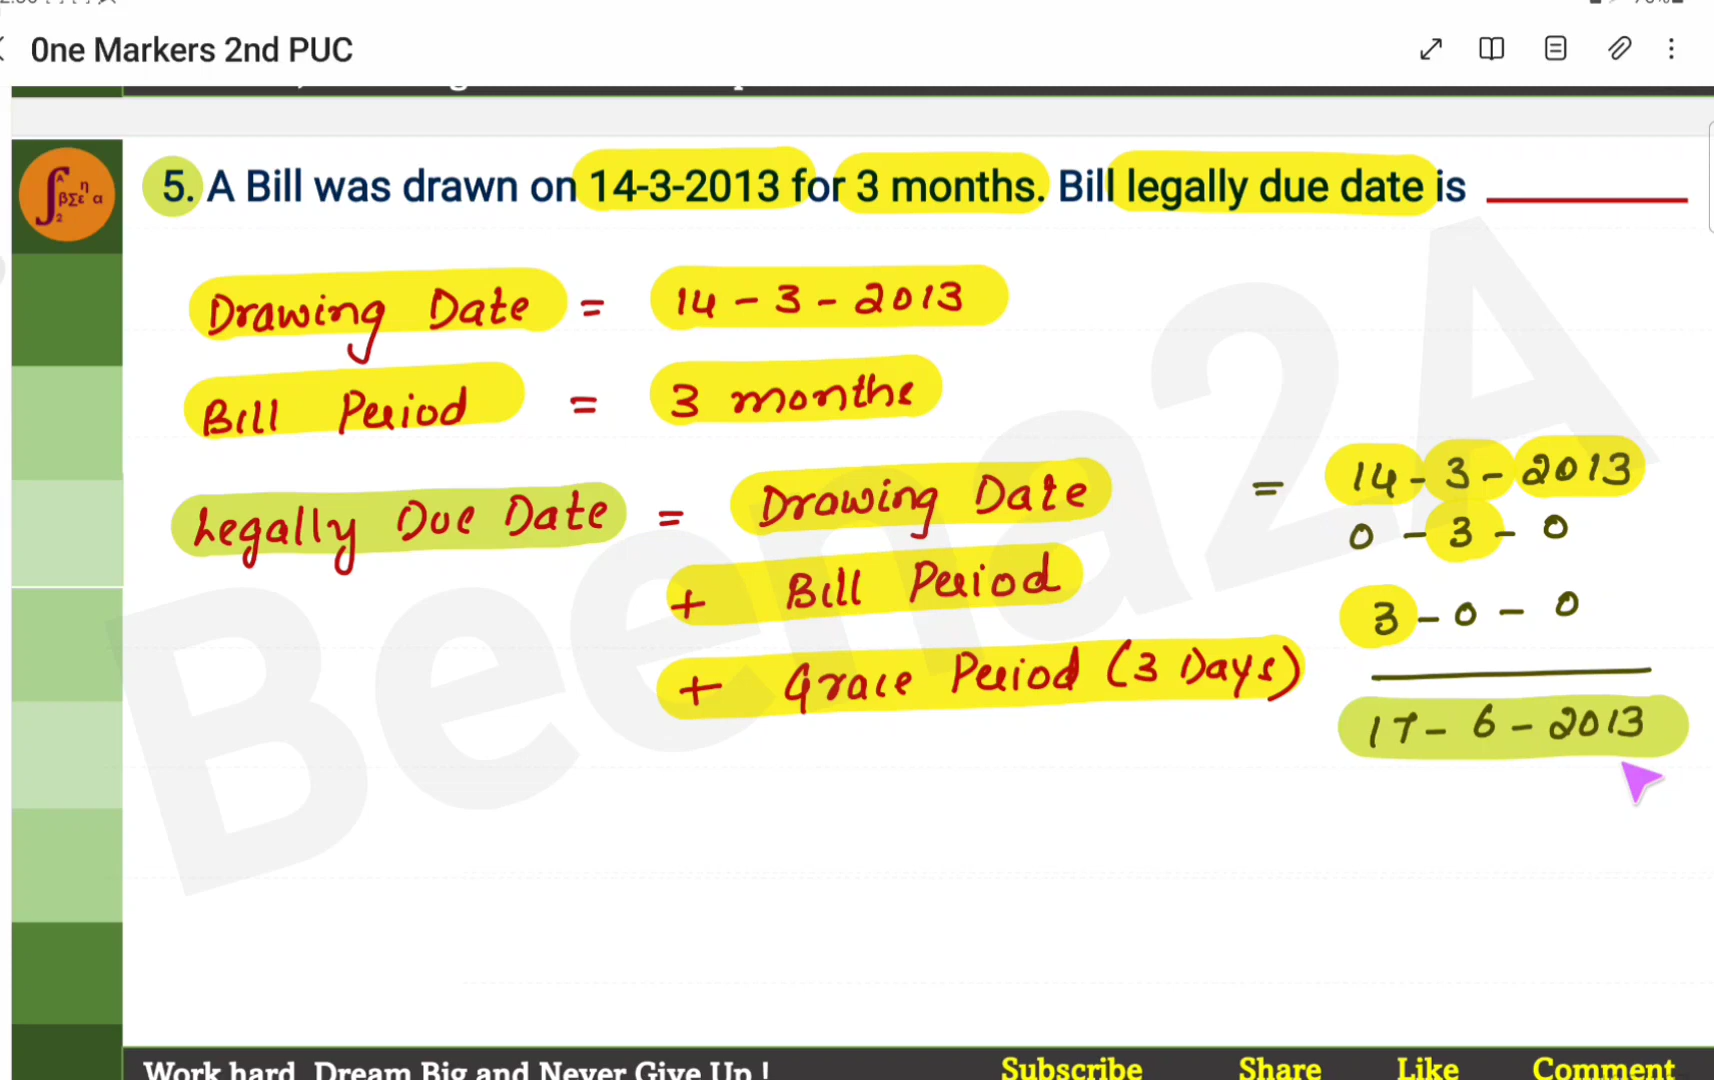 0ne Markers 2nd PUC
5. A Bill was drawn on 14-3-2013 for 3 months. Bill legally due date is
Drawing Date = 14 - 3 - 2013
Bill Period = 3 months
Legally Due Date = Drawing Date = 14 - 3 - 2013
+ Bill Period 0 - 3 - 0
+ Grace Period (3 Days) 3 - 0 - 0
17 - 6 - 2013
Beena2A
Work hard, Dream Big and Never Give Up ! Subscribe Share Like Comment